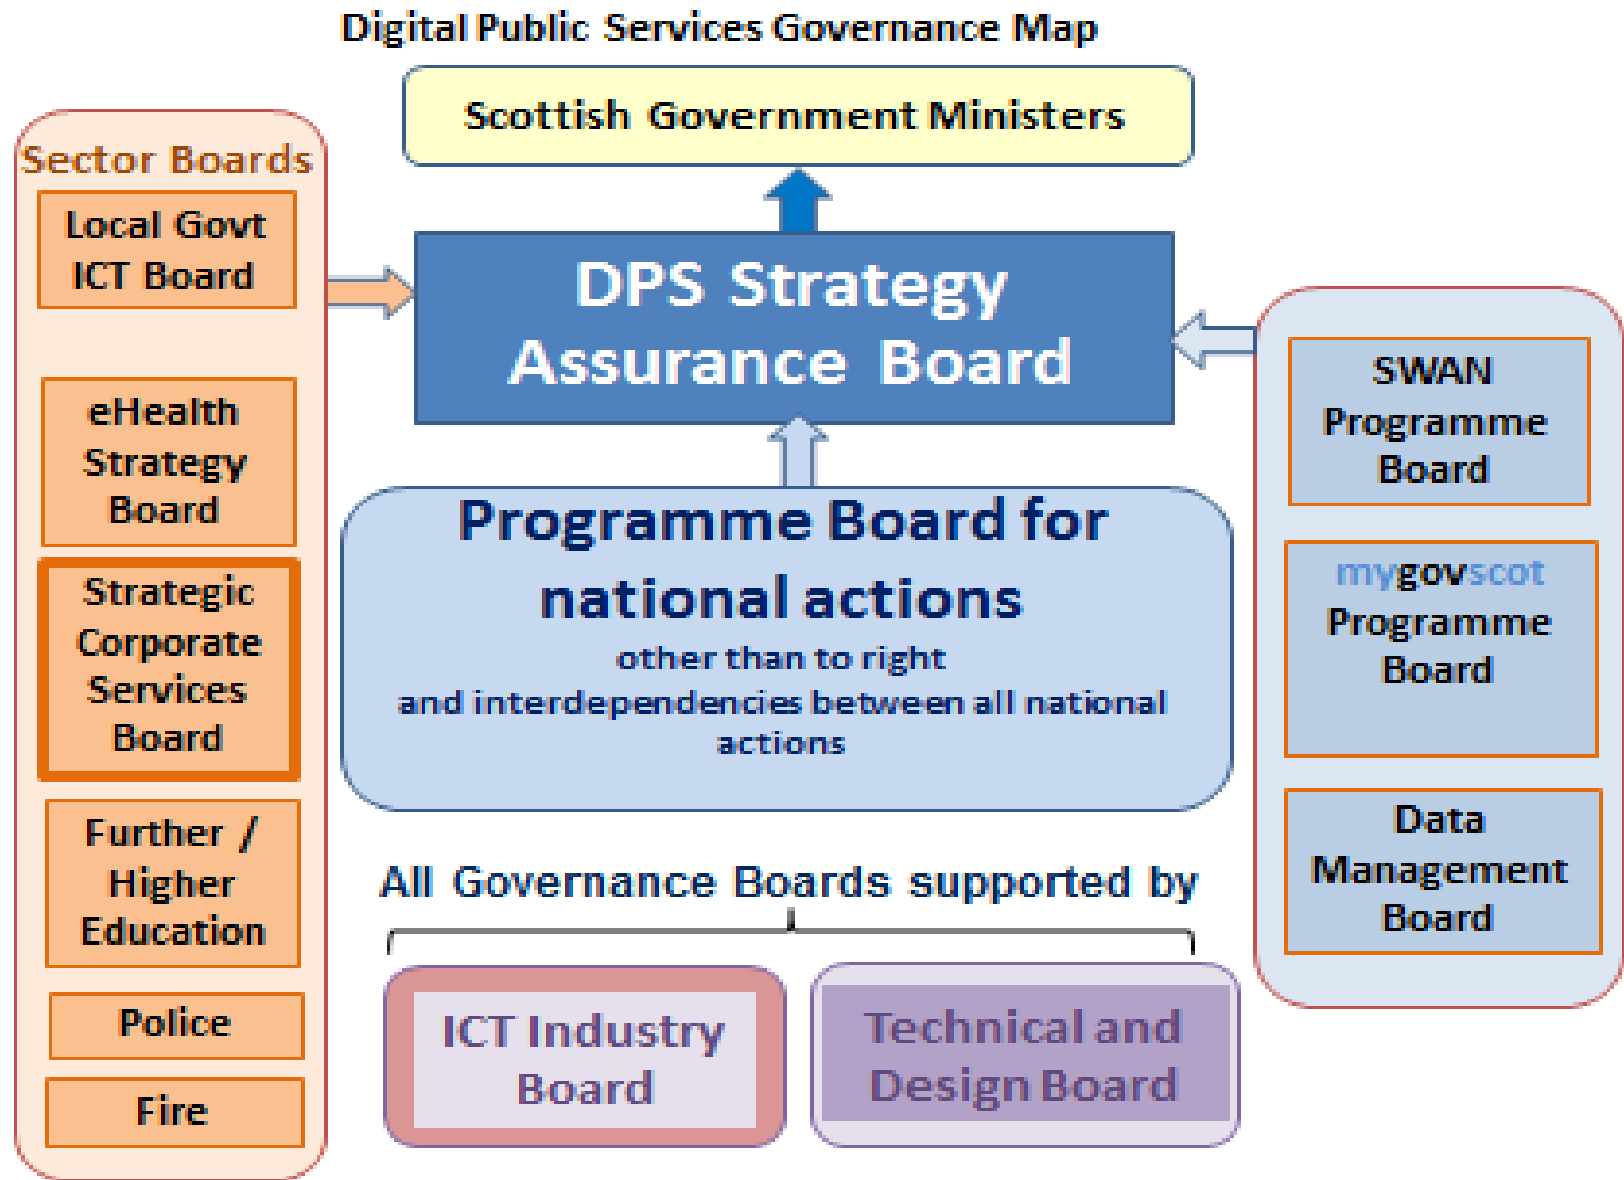 Digital Public Services Governance Map
Scottish Government Ministers
Sector Boards
Local Govt
ICT Board
eHealth
Strategy
Board
Strategic
Corporate
Services
Board
Further /
Higher
Education
Police
Fire
DPS Strategy
Assurance Board
Programme Board for
national actions
other than to right
and interdependencies between all national
actions
SWAN
Programme
Board
mygovscot
Programme
Board
Data
Management
Board
All Governance Boards supported by
ICT Industry
Board
Technical and
Design Board